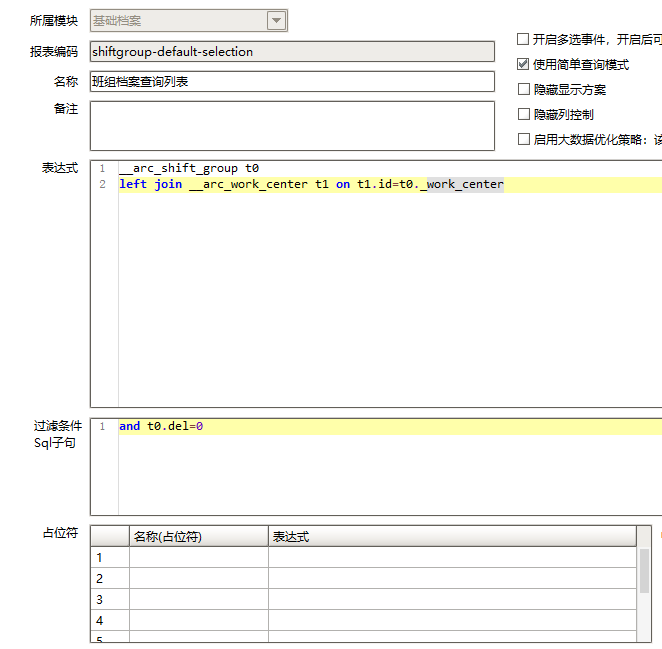 所属模块 基础档案
报表编码 shiftgroup-default-selection
名称 班组档案查询列表
备注
开启多选事件，开启后可
使用简单查询模式
隐藏显示方案
隐藏列控制
启用大数据优化策略：
表达式
1 __arc_shift_group t0
2 left join __arc_work_center t1 on t1.id=t0._work_center
过滤条件
Sql子句
1 and t0.del=0
占位符
名称(占位符) 表达式
1
2
3
4
5